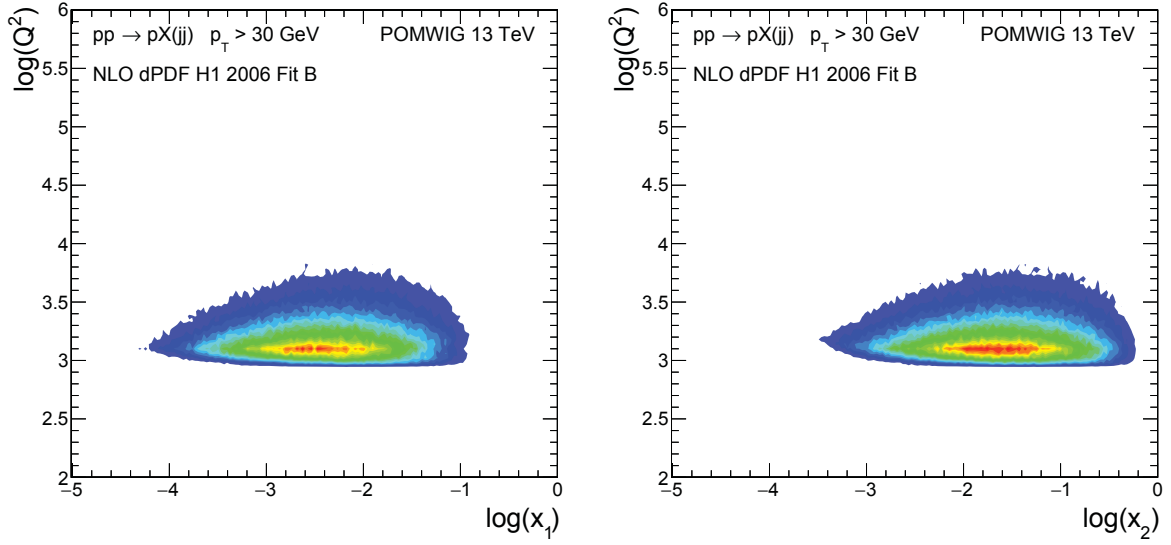 log(Q²)
6
5.5
5
4.5
4
3.5
3
2.5
2
pp → pX(jj) p_T > 30 GeV POMWIG 13 TeV
NLO dPDF H1 2006 Fit B
−5 −4 −3 −2 −1 0
log(x₁)
log(Q²)
6
5.5
5
4.5
4
3.5
3
2.5
2
pp → pX(jj) p_T > 30 GeV POMWIG 13 TeV
NLO dPDF H1 2006 Fit B
−5 −4 −3 −2 −1 0
log(x₂)